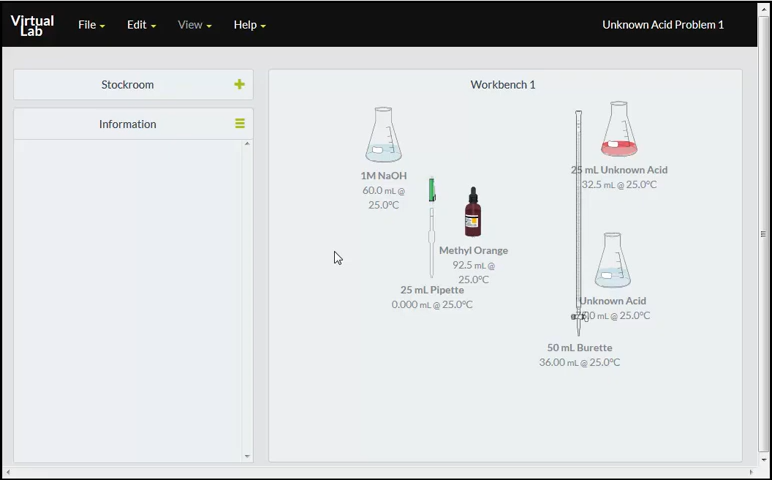 Virtual Lab
File Edit View Help
Unknown Acid Problem 1
Stockroom
Workbench 1
Information
1M NaOH
60.0 mL @
25.0°C
25 mL Unknown Acid
32.5 @ 25.0°C
Methyl Orange
92.5 mL @
25.0°C
25 mL Pipette
0.000 mL @ 25.0°C
Unknown Acid
mL @ 25.0°C
50 mL Burette
36.00 mL @ 25.0°C